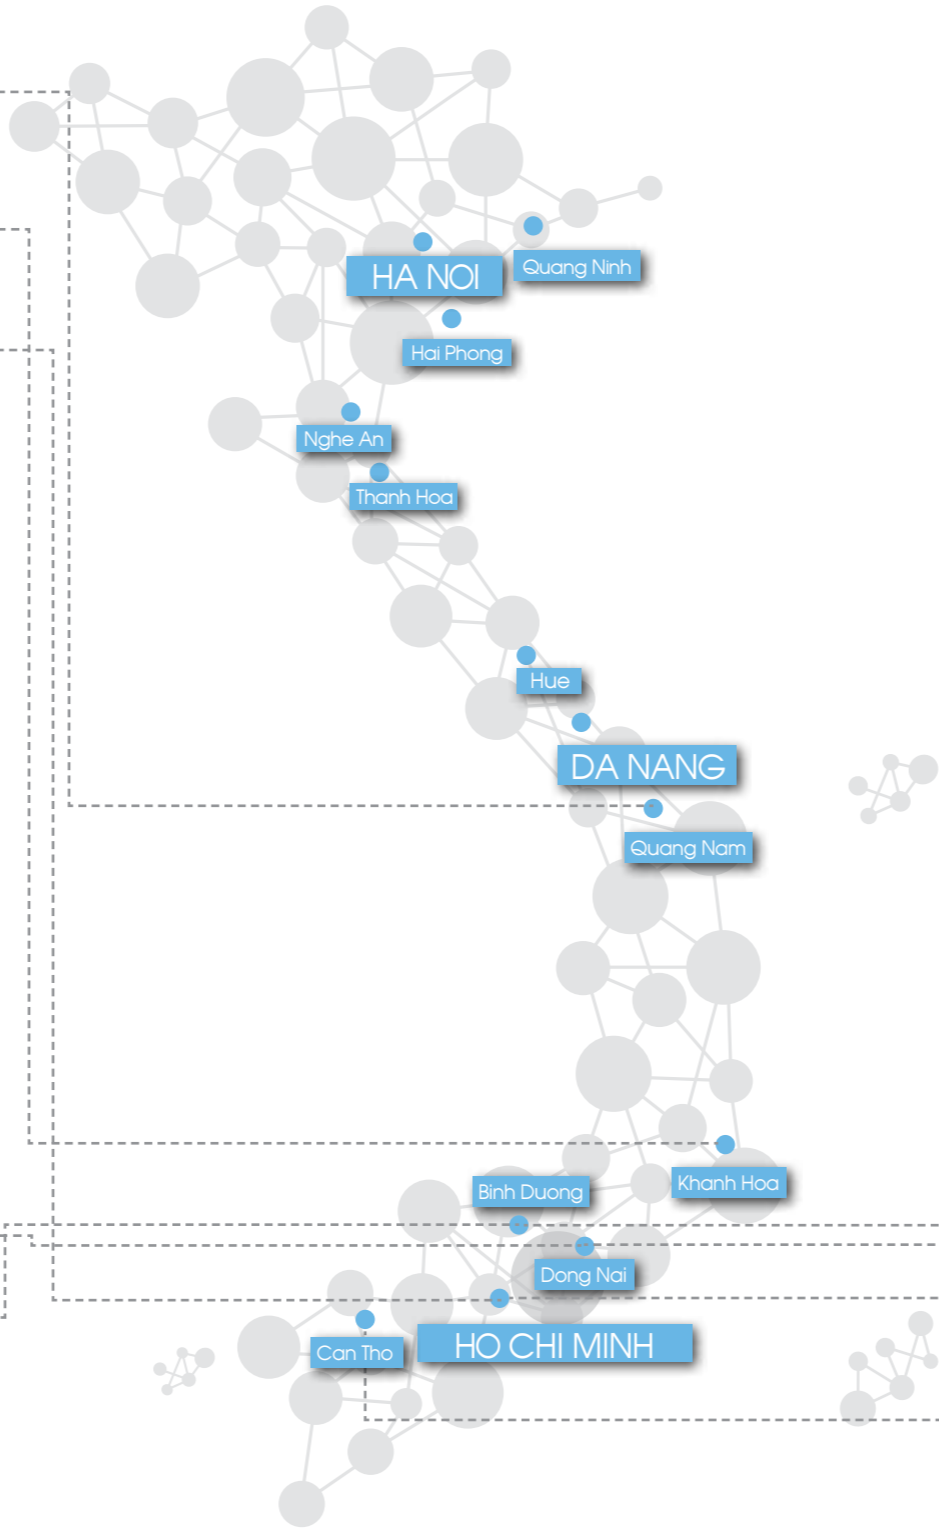 HA NOI
Quang Ninh
Hai Phong
Nghe An
Thanh Hoa
Hue
DA NANG
Quang Nam
Khanh Hoa
Binh Duong
Dong Nai
HO CHI MINH
Can Tho